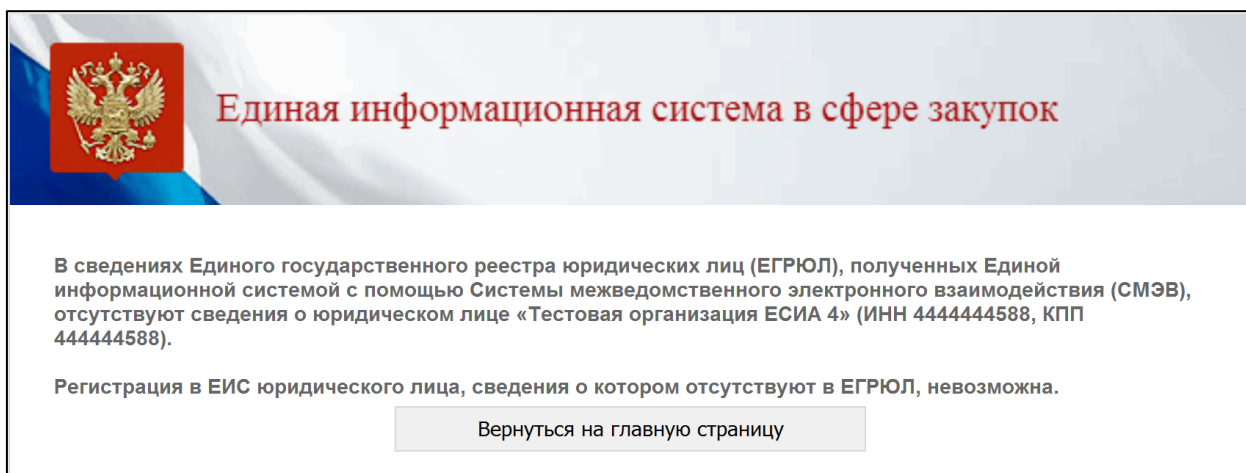 Единая информационная система в сфере закупок
В сведениях Единого государственного реестра юридических лиц (ЕГРЮЛ), полученных Единой
информационной системой с помощью Системы межведомственного электронного взаимодействия (СМЭВ),
отсутствуют сведения о юридическом лице «Тестовая организация ЕСИА 4» (ИНН 4444444588, КПП
444444588).
Регистрация в ЕИС юридического лица, сведения о котором отсутствуют в ЕГРЮЛ, невозможна.
Вернуться на главную страницу